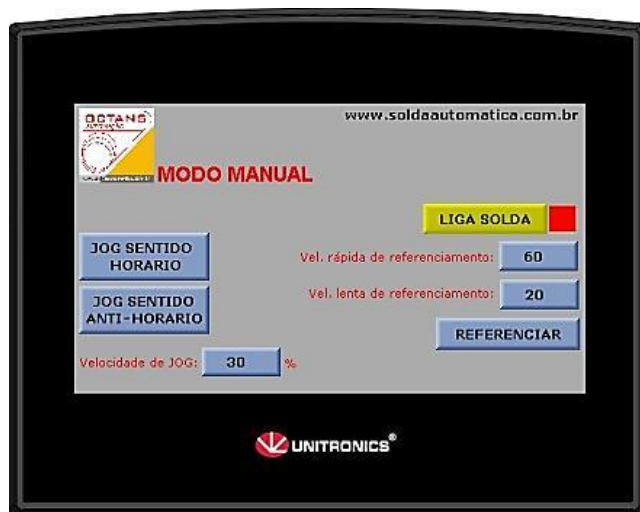 OCTANS
AUTOMAÇÃO
www.soldaautomatica.com.br
MODO MANUAL
LIGA SOLDA
JOG SENTIDO
HORARIO
Vel. rápida de referenciamento: 60
JOG SENTIDO
ANTI-HORARIO
Vel. lenta de referenciamento: 20
REFERENCIAR
Velocidade de JOG: 30 %
UNITRONICS®